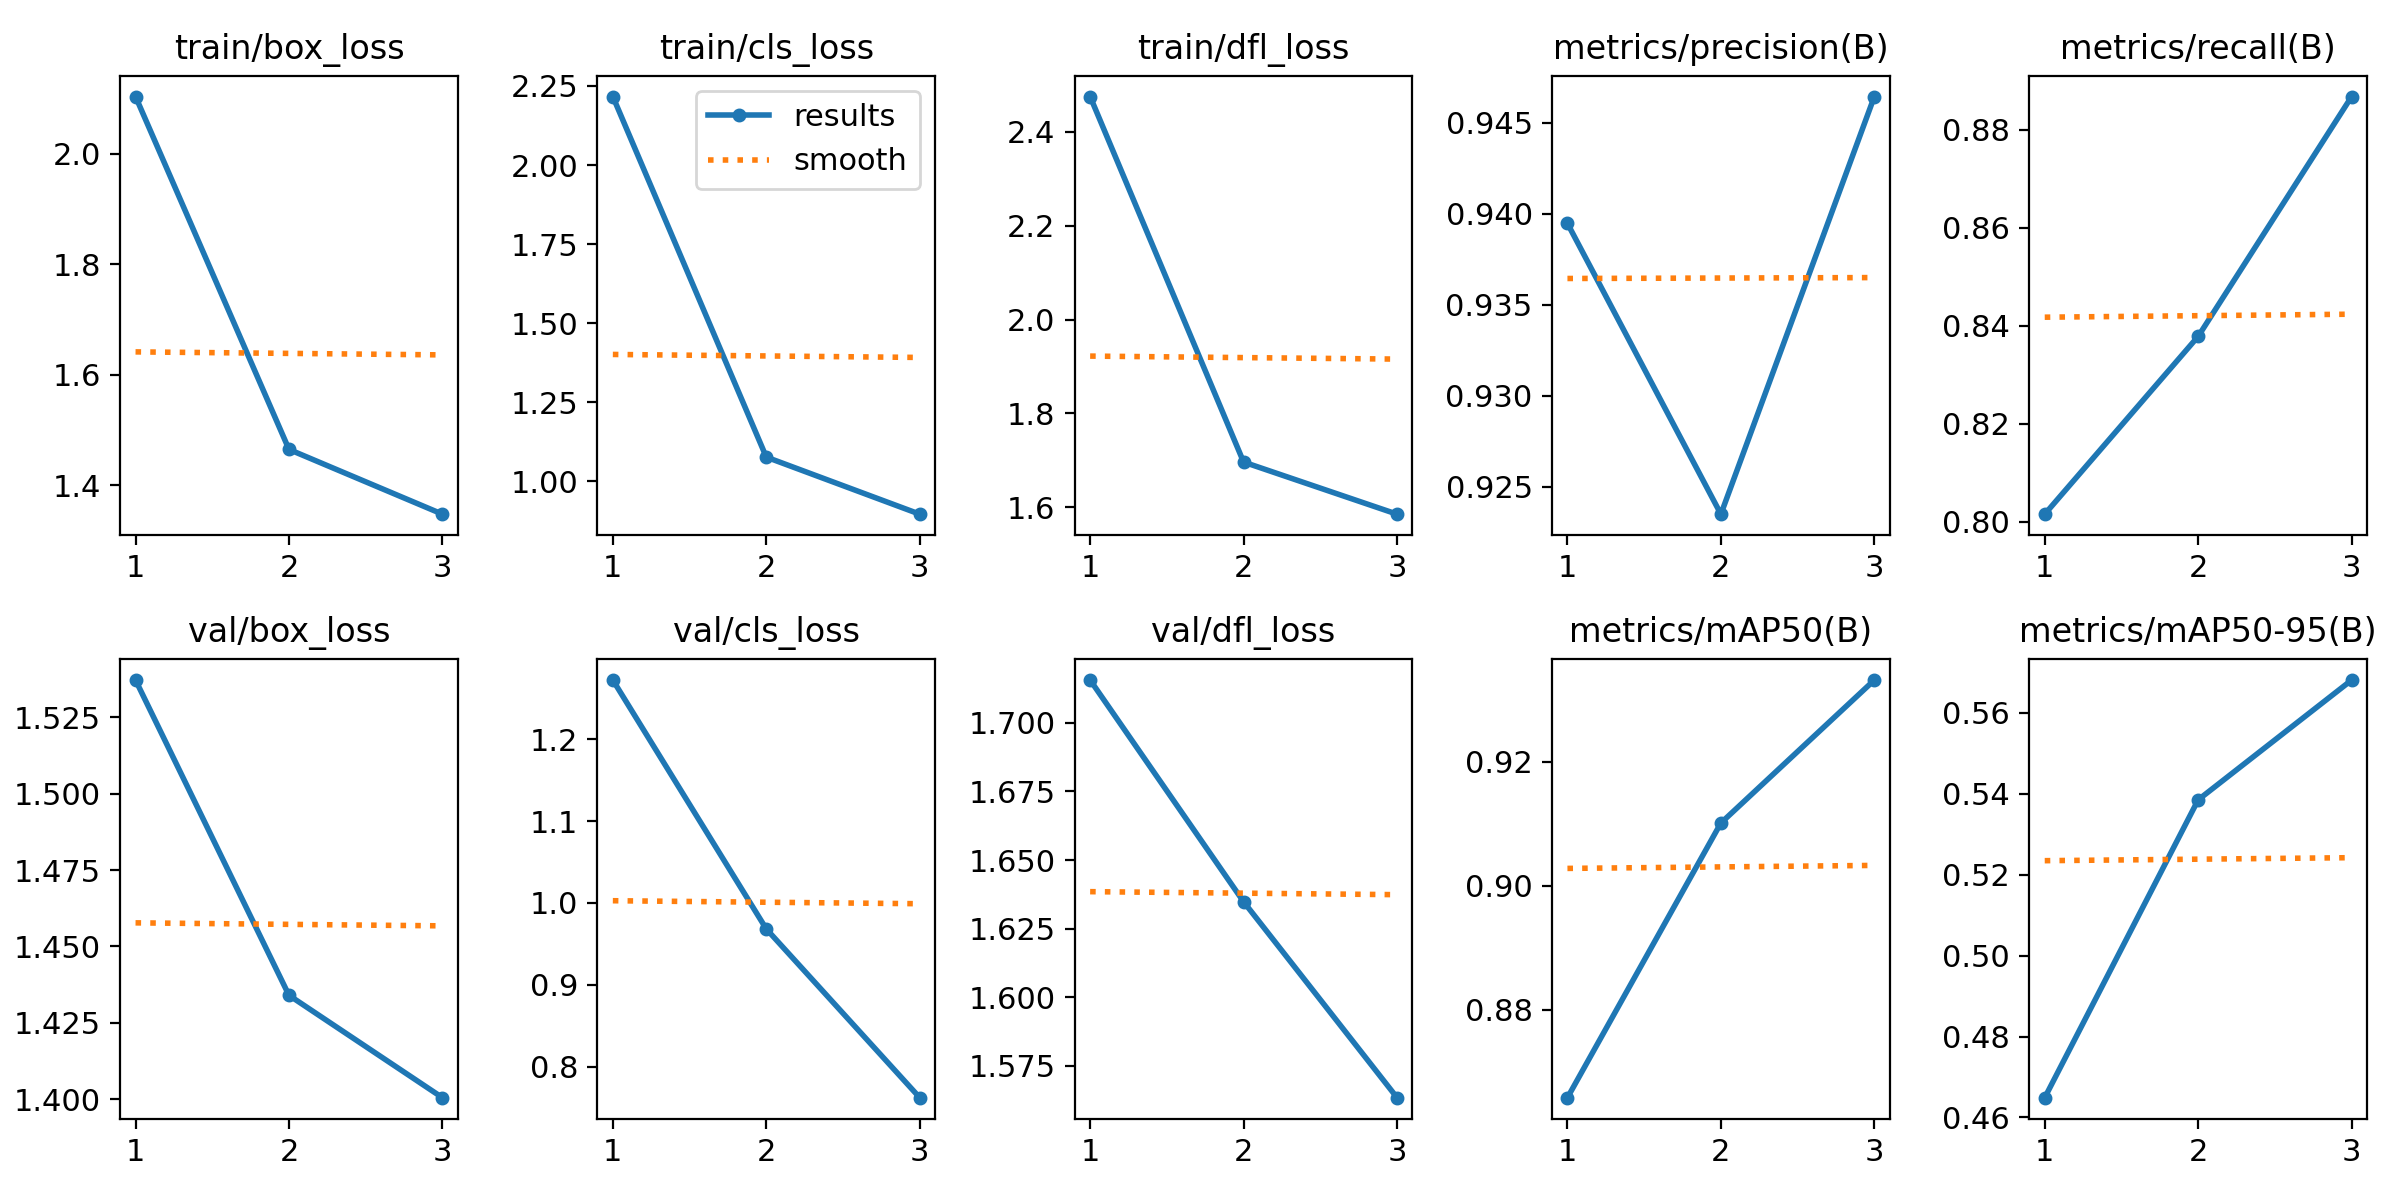 train/box_loss
2.0
1.8
1.6
1.4
1 2 3
train/cls_loss
results
smooth
2.25
2.00
1.75
1.50
1.25
1.00
1 2 3
train/dfl_loss
2.4
2.2
2.0
1.8
1.6
1 2 3
metrics/precision(B)
0.945
0.940
0.935
0.930
0.925
1 2 3
metrics/recall(B)
0.88
0.86
0.84
0.82
0.80
1 2 3
val/box_loss
1.525
1.500
1.475
1.450
1.425
1.400
1 2 3
val/cls_loss
1.2
1.1
1.0
0.9
0.8
1 2 3
val/dfl_loss
1.700
1.675
1.650
1.625
1.600
1.575
1 2 3
metrics/mAP50(B)
0.92
0.90
0.88
1 2 3
metrics/mAP50-95(B)
0.56
0.54
0.52
0.50
0.48
0.46
1 2 3